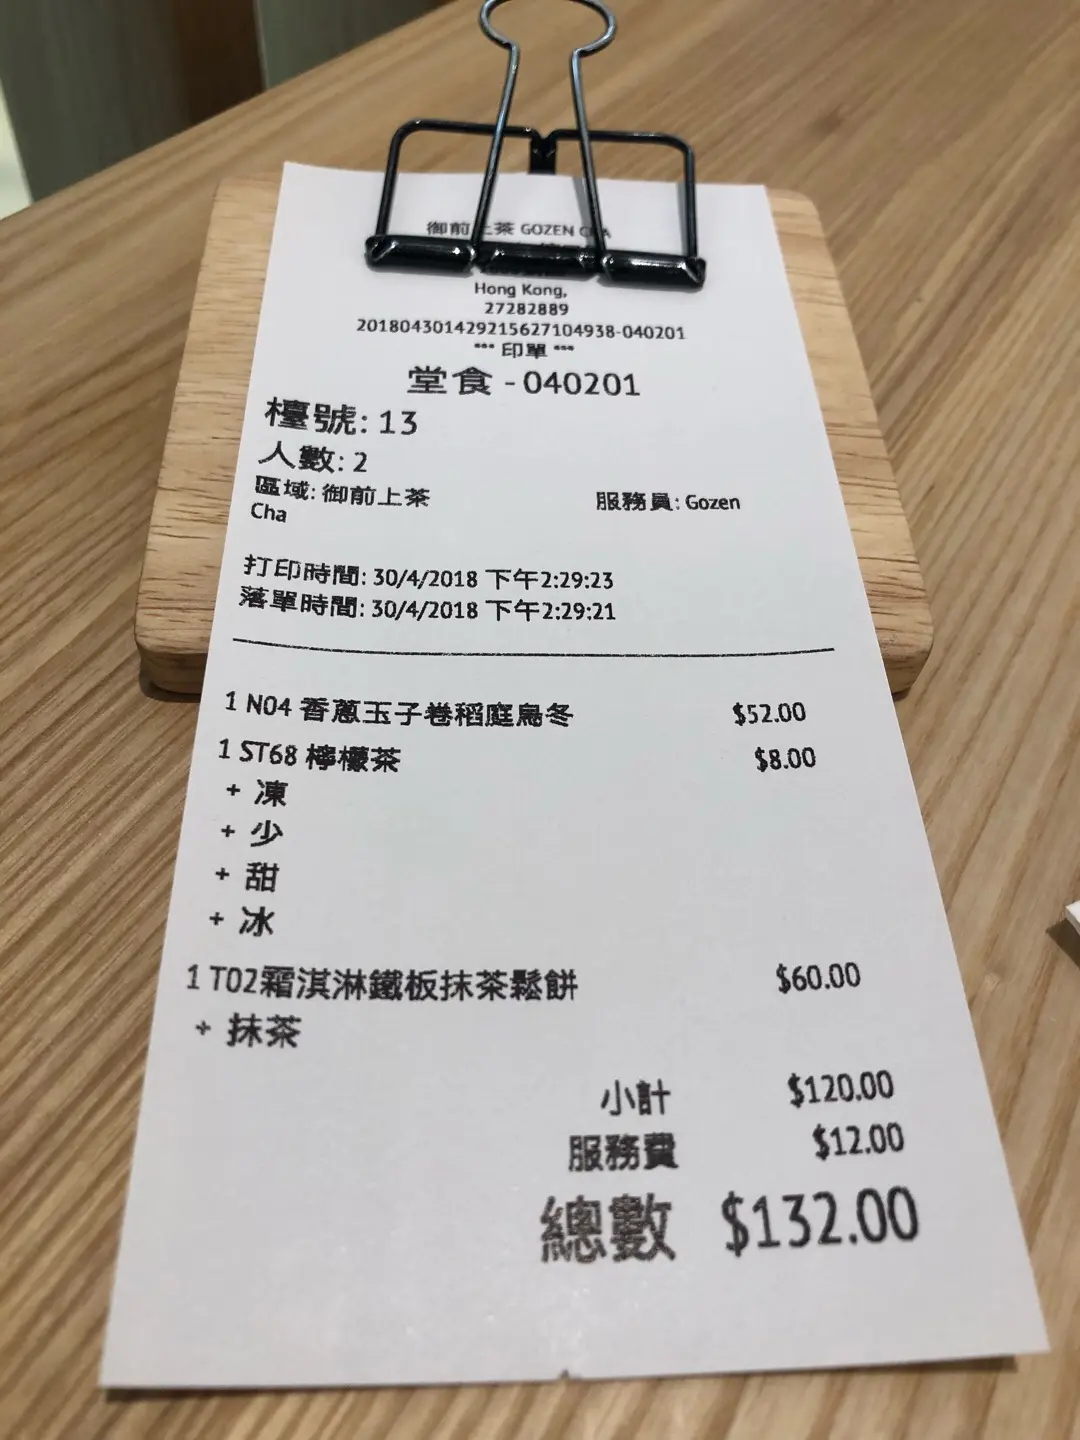 御前上茶 GOZEN CHA
Hong Kong,
27282889
201804301429215627104938-040201
*** 印單 ***
堂食 - 040201
檯號: 13
人數: 2
區域: 御前上茶 服務員: Gozen
Cha
打印時間: 30/4/2018 下午2:29:23
落單時間: 30/4/2018 下午2:29:21
1 N04 香蔥玉子卷稻庭烏冬 $52.00
1 ST68 檸檬茶 $8.00
+ 凍
+ 少
+ 甜
+ 冰
1 T02霜淇淋鐵板抹茶鬆餅 $60.00
+ 抹茶
小計 $120.00
服務費 $12.00
總數 $132.00